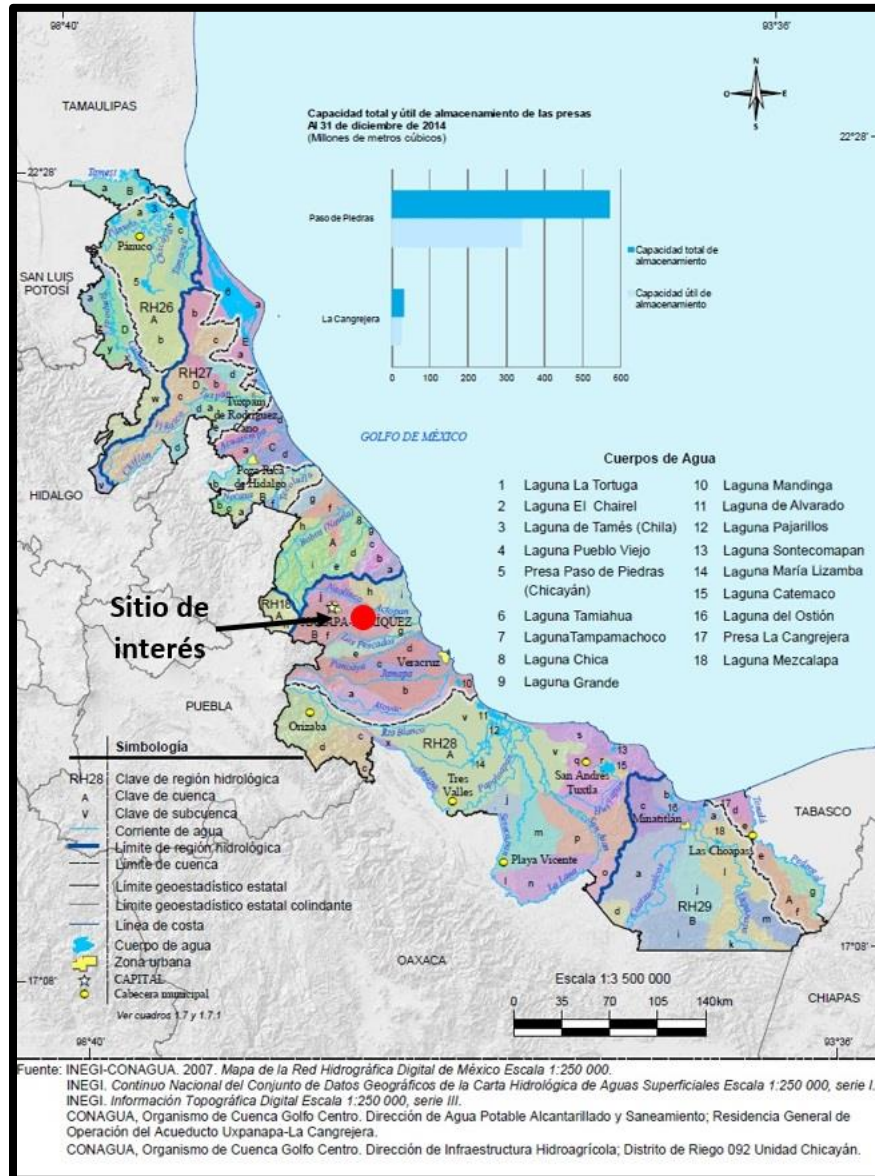 98°40'
93°36'
TAMAULIPAS
N
O
E
S
Capacidad total y útil de almacenamiento de las presas
Al 31 de diciembre de 2014
(Millones de metros cúbicos)
22°28'
22°28'
Tamesí
Paso de Piedras
Pánuco
SAN LUIS
POTOSÍ
Capacidad total de
almacenamiento
Capacidad útil de
almacenamiento
La Cangrejera
RH26
0 100 200 300 400 500 600
RH27
Tuxpan
Túxpam
de Rodríguez
Cano
GOLFO DE MÉXICO
Poza Rica
de Hidalgo
HIDALGO
Cuerpos de Agua
1 Laguna La Tortuga
2 Laguna El Chairel
3 Laguna de Tamés (Chila)
4 Laguna Pueblo Viejo
5 Presa Paso de Piedras
(Chicayán)
6 Laguna Tamiahua
7 LagunaTampamachoco
8 Laguna Chica
9 Laguna Grande
10 Laguna Mandinga
11 Laguna de Alvarado
12 Laguna Pajarillos
13 Laguna Sontecomapan
14 Laguna María Lizamba
15 Laguna Catemaco
16 Laguna del Ostión
17 Presa La Cangrejera
18 Laguna Mezcalapa
Sitio de
interés
RH18
Actopan
Los Pescados
Veracruz
Jamapa
PUEBLA
Orizaba
Río Blanco
RH28
Tres
Valles
San Andrés
Tuxtla
Minatitlán
TABASCO
Las Choapas
Playa Vicente
RH29
OAXACA
CHIAPAS
Simbología
RH28 Clave de región hidrológica
A Clave de cuenca
v Clave de subcuenca
Corriente de agua
Límite de región hidrológica
Límite de cuenca
Límite geoestadístico estatal
Límite geoestadístico estatal colindante
Línea de costa
Cuerpo de agua
Zona urbana
CAPITAL
Cabecera municipal
Ver cuadros 1.7 y 1.7.1
17°08'
17°08'
Escala 1:3 500 000
0 35 70 105 140km
98°40'
93°36'
Fuente: INEGI-CONAGUA. 2007. Mapa de la Red Hidrográfica Digital de México Escala 1:250 000.
INEGI. Continuo Nacional del Conjunto de Datos Geográficos de la Carta Hidrológica de Aguas Superficiales Escala 1:250 000, serie I.
INEGI. Información Topográfica Digital Escala 1:250 000, serie III.
CONAGUA, Organismo de Cuenca Golfo Centro. Dirección de Agua Potable Alcantarillado y Saneamiento; Residencia General de
Operación del Acueducto Uxpanapa-La Cangrejera.
CONAGUA, Organismo de Cuenca Golfo Centro. Dirección de Infraestructura Hidroagrícola; Distrito de Riego 092 Unidad Chicayán.